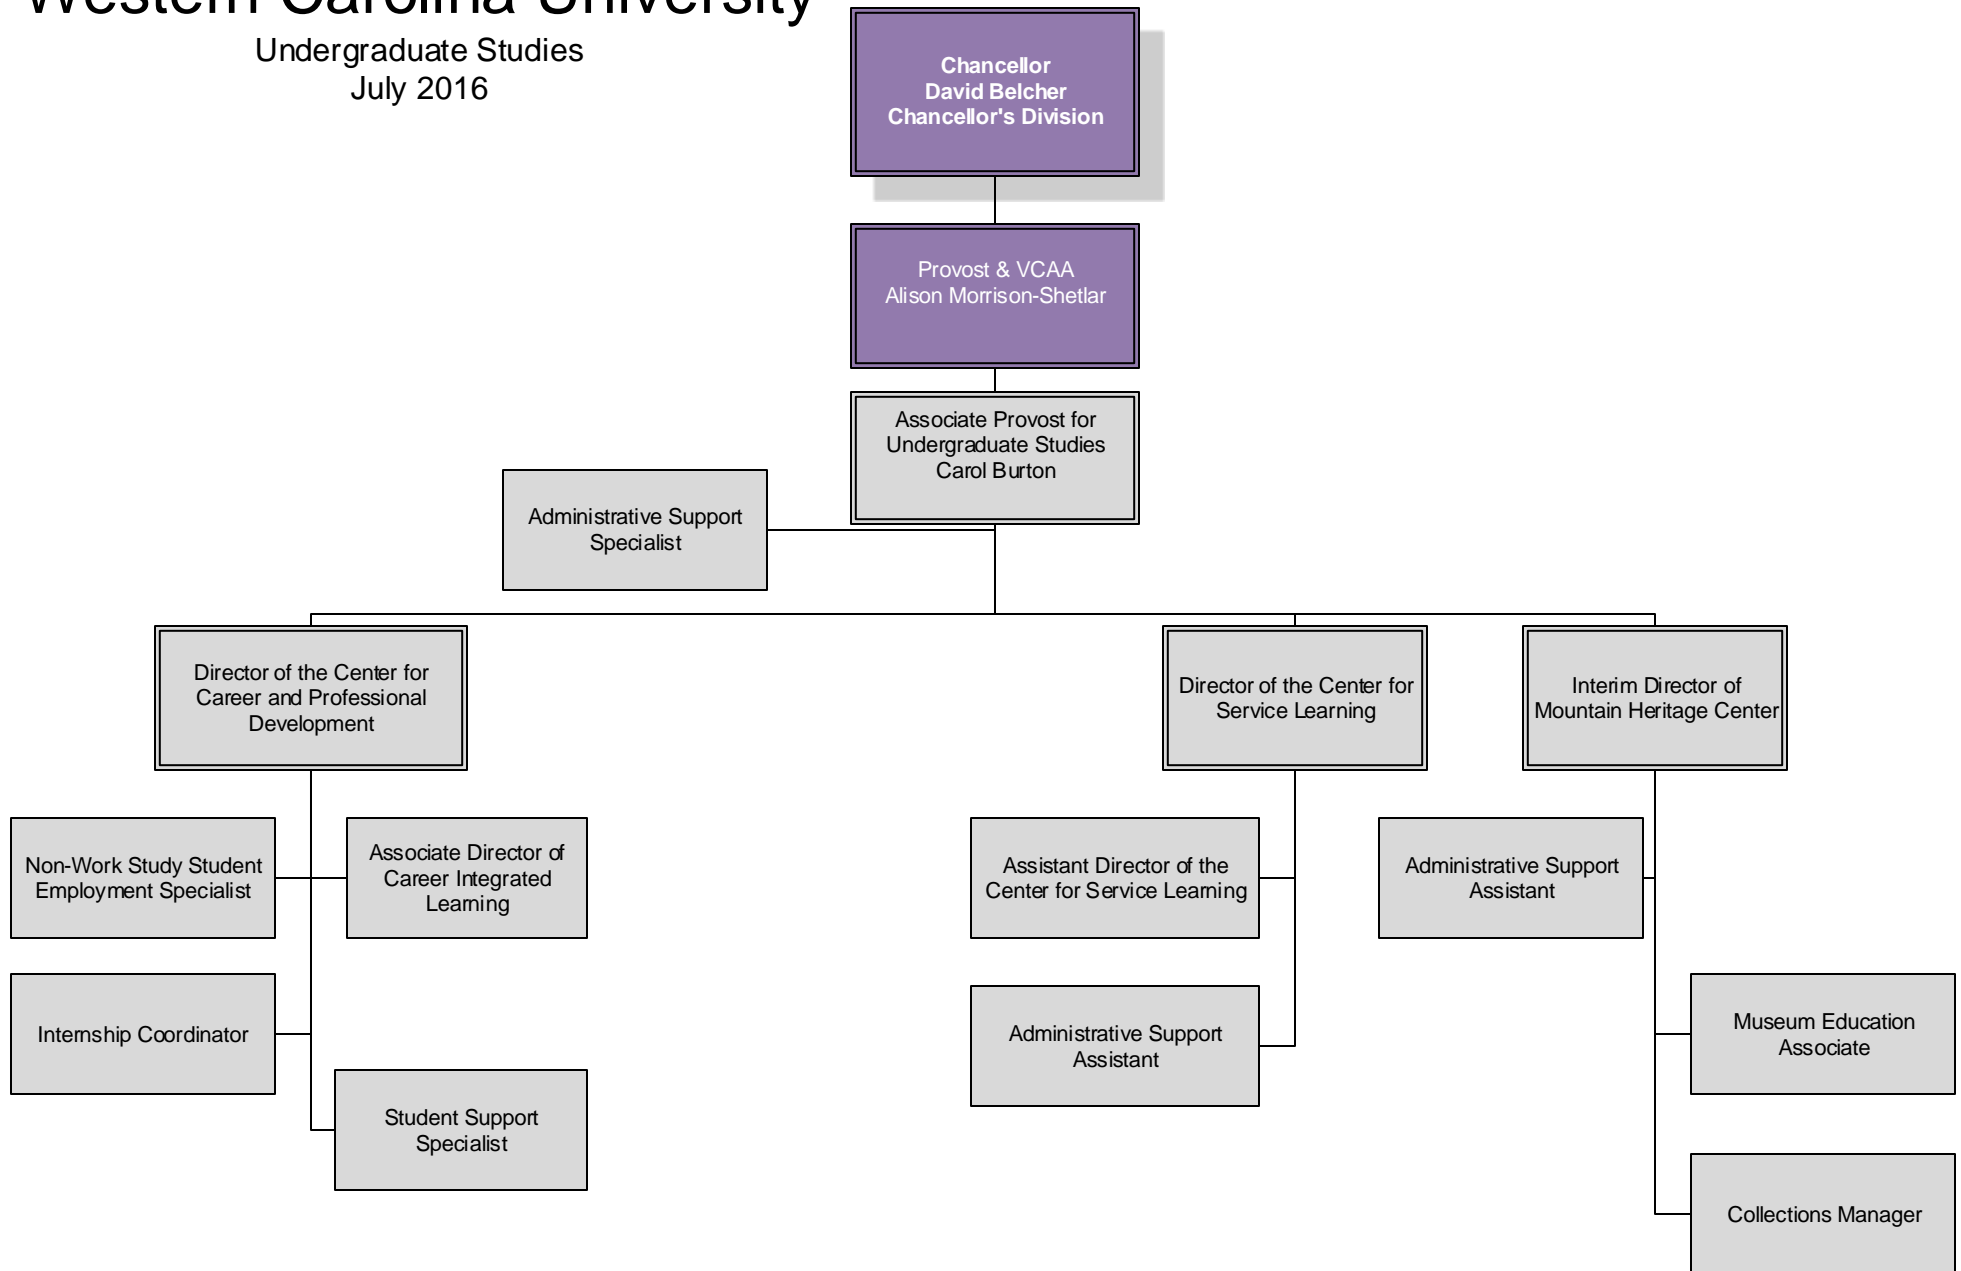 Western Carolina University
Undergraduate Studies
July 2016
Chancellor
David Belcher
Chancellor's Division
Provost & VCAA
Alison Morrison-Shetlar
Associate Provost for
Undergraduate Studies
Carol Burton
Administrative Support
Specialist
Director of the Center for
Career and Professional
Development
Director of the Center for
Service Learning
Interim Director of
Mountain Heritage Center
Non-Work Study Student
Employment Specialist
Associate Director of
Career Integrated
Learning
Assistant Director of the
Center for Service Learning
Administrative Support
Assistant
Internship Coordinator
Administrative Support
Assistant
Museum Education
Associate
Student Support
Specialist
Collections Manager